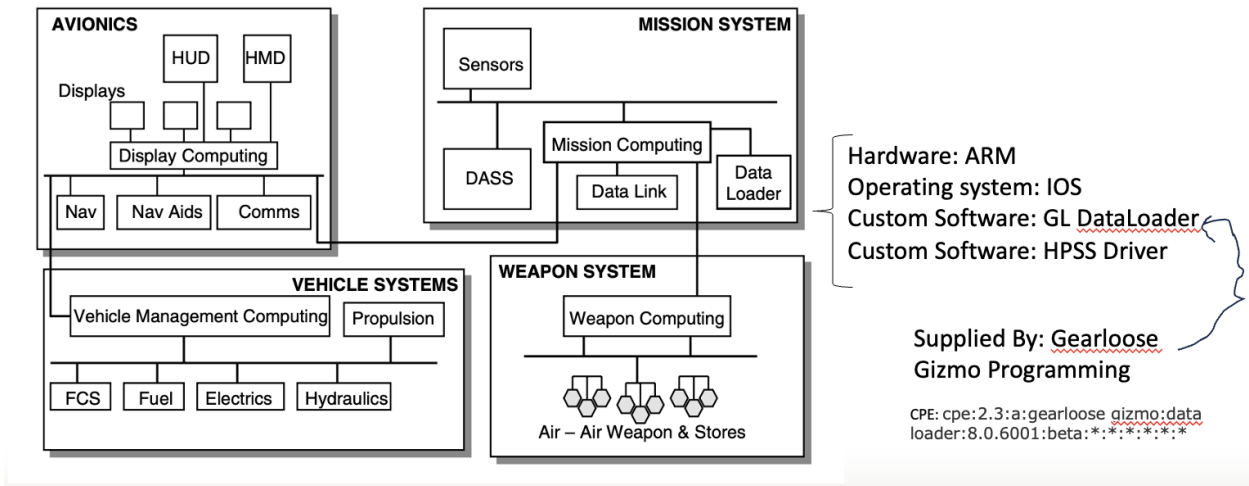 AVIONICS
HUD
HMD
Displays
Display Computing
Nav
Nav Aids
Comms
MISSION SYSTEM
Sensors
Mission Computing
DASS
Data Link
Data
Loader
Hardware: ARM
Operating system: IOS
Custom Software: GL DataLoader
Custom Software: HPSS Driver
VEHICLE SYSTEMS
Vehicle Management Computing
Propulsion
FCS
Fuel
Electrics
Hydraulics
WEAPON SYSTEM
Weapon Computing
Air – Air Weapon & Stores
Supplied By: Gearloose
Gizmo Programming
CPE: cpe:2.3:a:gearloose gizmo:data
loader:8.0.6001:beta:*:*:*:*:*:*